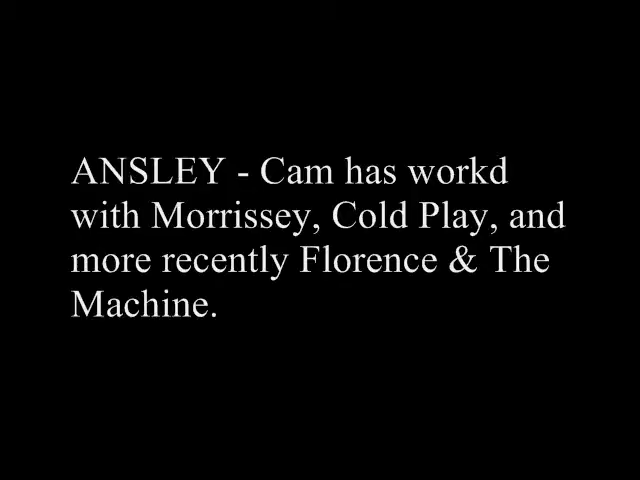 ANSLEY - Cam has workd
with Morrissey, Cold Play, and
more recently Florence & The
Machine.